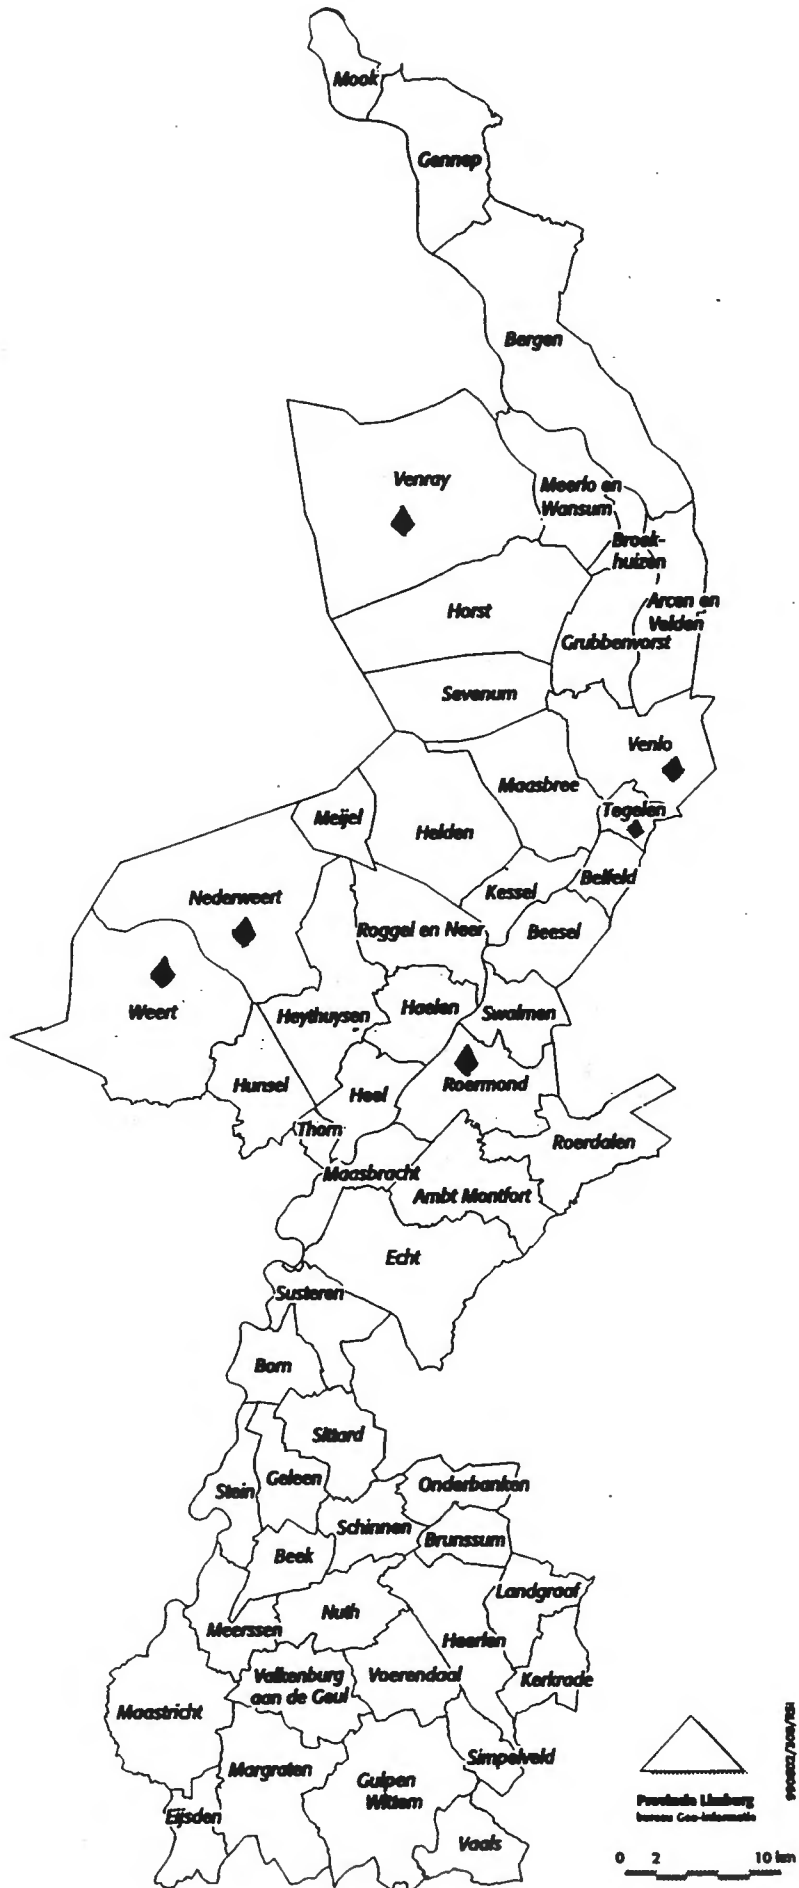 Mook
Gennep
Bergen
Venray
Meerlo en
Wansum
Broek-
huizen
Horst
Arcen en
Velden
Grubbenvorst
Sevenum
Venlo
Maasbree
Tegelen
Meijel
Helden
Belfeld
Kessel
Nederweert
Roggel en Neer
Beesel
Weert
Heythuysen
Haelen
Swalmen
Hunsel
Heel
Roermond
Thorn
Roerdalen
Maasbracht
Ambt Montfort
Echt
Susteren
Born
Sittard
Geleen
Stein
Onderbanken
Schinnen
Brunssum
Beek
Landgraaf
Nuth
Meerssen
Heerlen
Valkenburg
aan de Geul
Voerendaal
Kerkrade
Maastricht
Simpelveld
Margraten
Gulpen
Wittem
Eijsden
Vaals
Provincie Limburg
bureau Geo-informatie
0 2 10 km